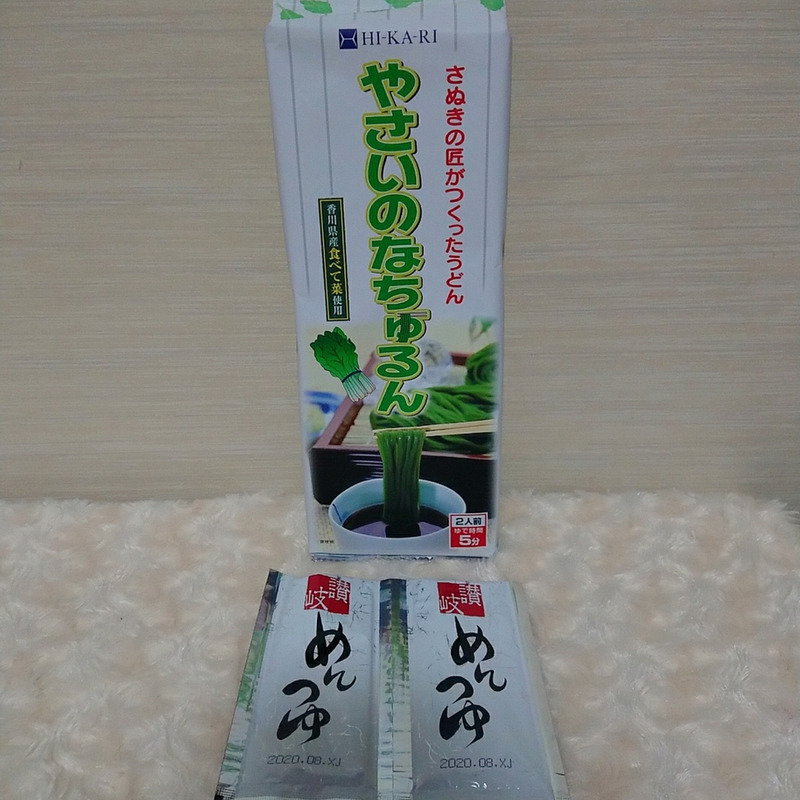 HI-KA-RI
さぬきの匠がつくったうどん
やさいのなちゅるん
香川県産食べて菜使用
2人前
ゆで時間
5分
讃岐
めんつゆ
2020.08.XJ
讃岐
めんつゆ
2020.08.XJ